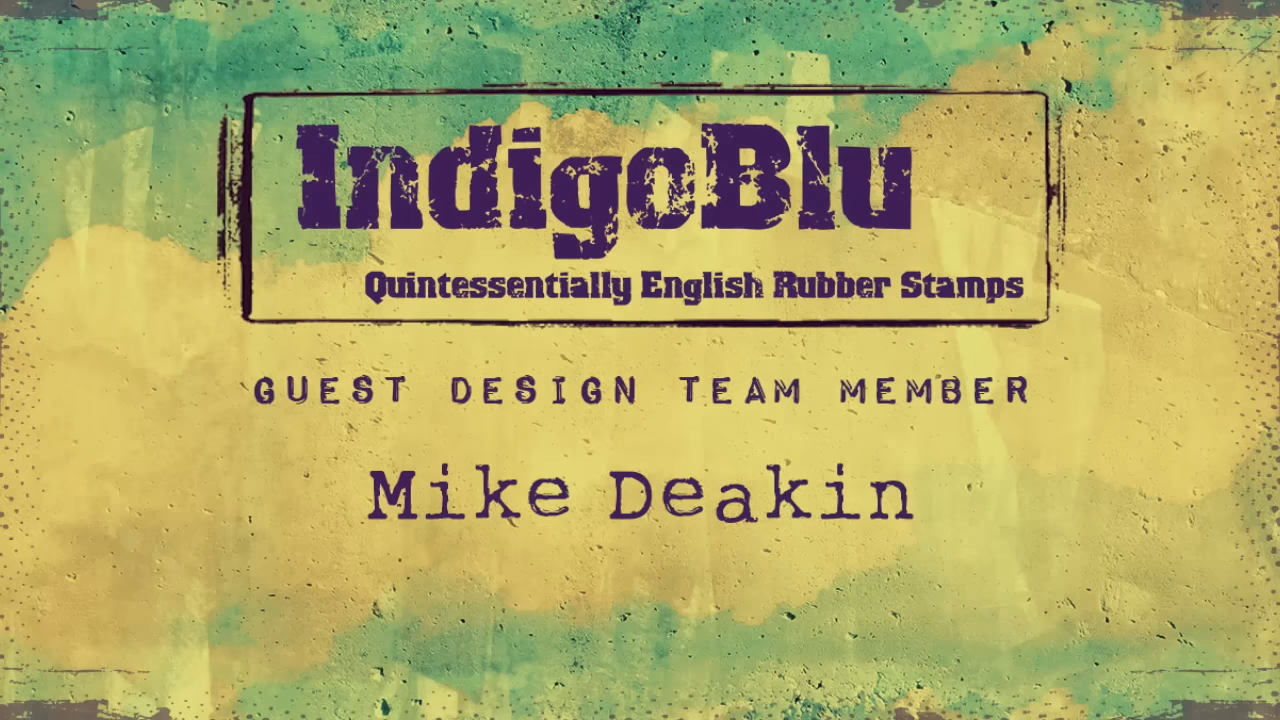 IndigoBlu
Quintessentially English Rubber Stamps
GUEST DESIGN TEAM MEMBER
Mike Deakin